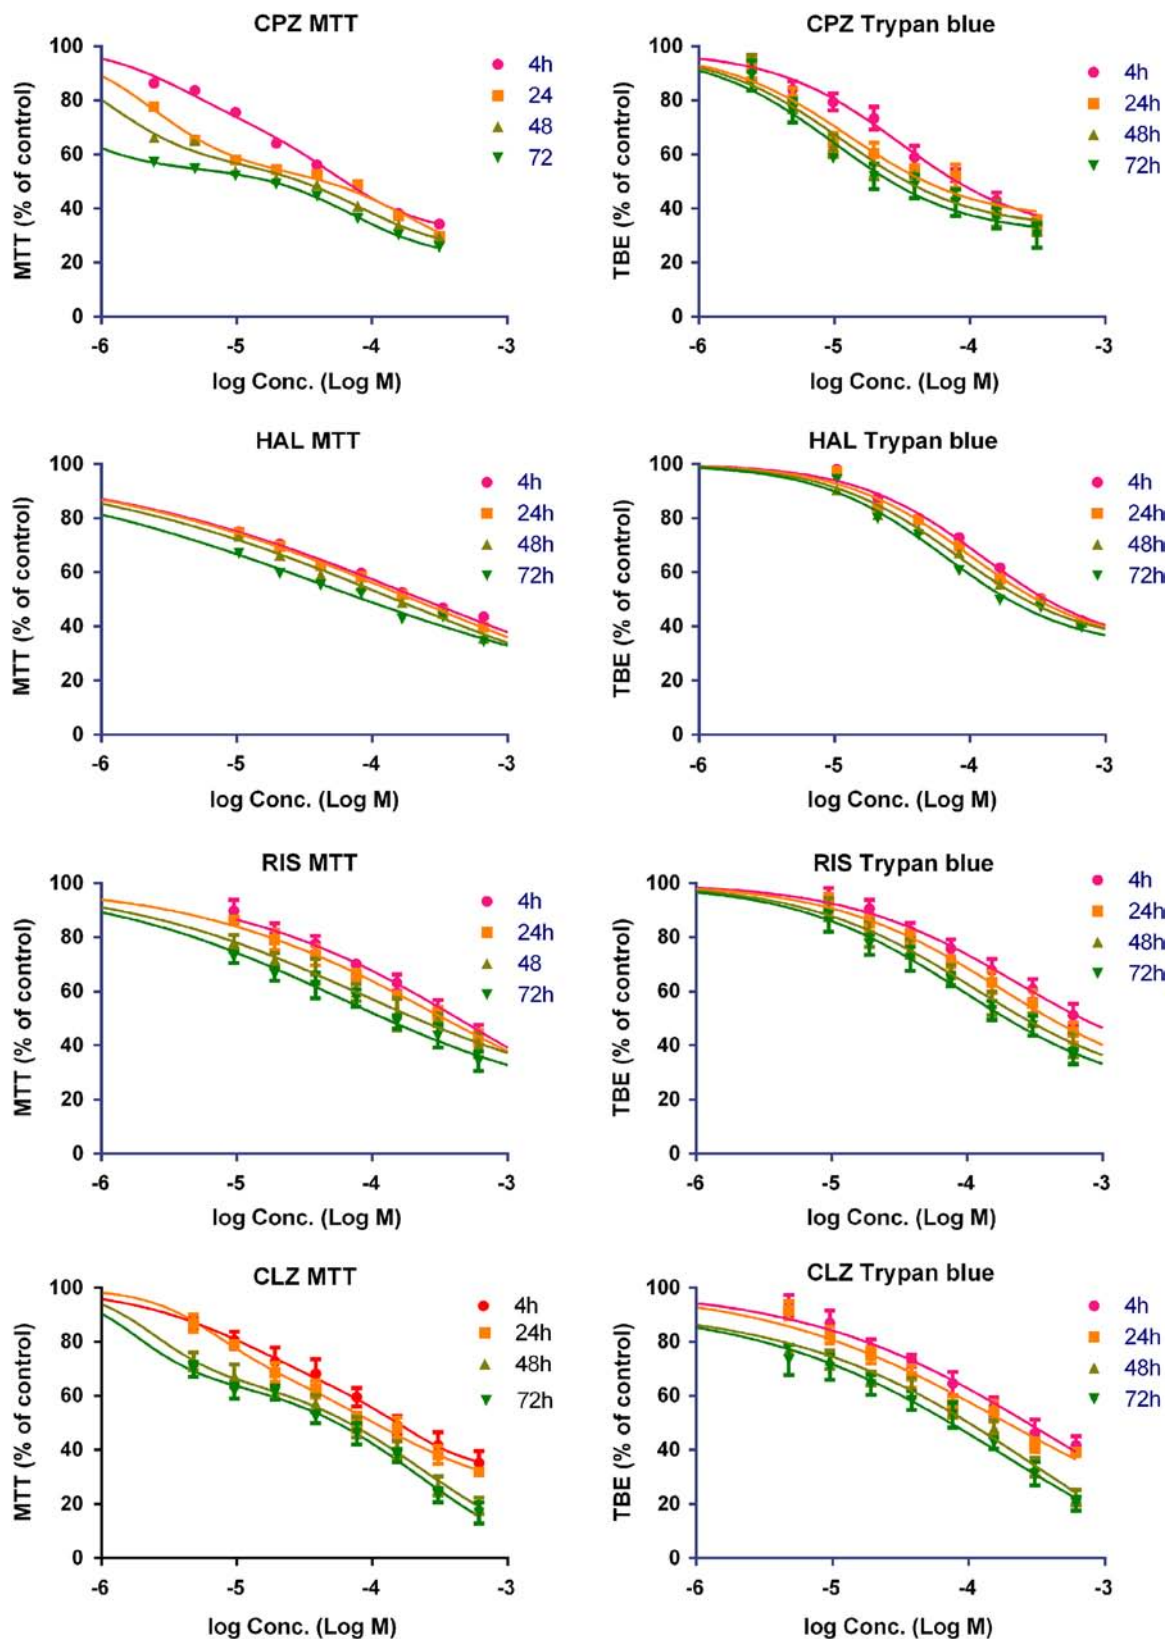 CPZ MTT
100
80
60
40
20
0
MTT (% of control)
-6
-5
-4
-3
log Conc. (Log M)
4h
24
48
72
CPZ Trypan blue
100
80
60
40
20
0
TBE (% of control)
-6
-5
-4
-3
log Conc. (Log M)
4h
24h
48h
72h
HAL MTT
100
80
60
40
20
0
MTT (% of control)
-6
-5
-4
-3
log Conc. (Log M)
4h
24h
48h
72h
HAL Trypan blue
100
80
60
40
20
0
TBE (% of control)
-6
-5
-4
-3
log Conc. (Log M)
4h
24h
48h
72h
RIS MTT
100
80
60
40
20
0
MTT (% of control)
-6
-5
-4
-3
log Conc. (Log M)
4h
24h
48
72h
RIS Trypan blue
100
80
60
40
20
0
TBE (% of control)
-6
-5
-4
-3
log Conc. (Log M)
4h
24h
48h
72h
CLZ MTT
100
80
60
40
20
0
MTT (% of control)
-6
-5
-4
-3
log Conc. (Log M)
4h
24h
48h
72h
CLZ Trypan blue
100
80
60
40
20
0
TBE (% of control)
-6
-5
-4
-3
log Conc. (Log M)
4h
24h
48h
72h